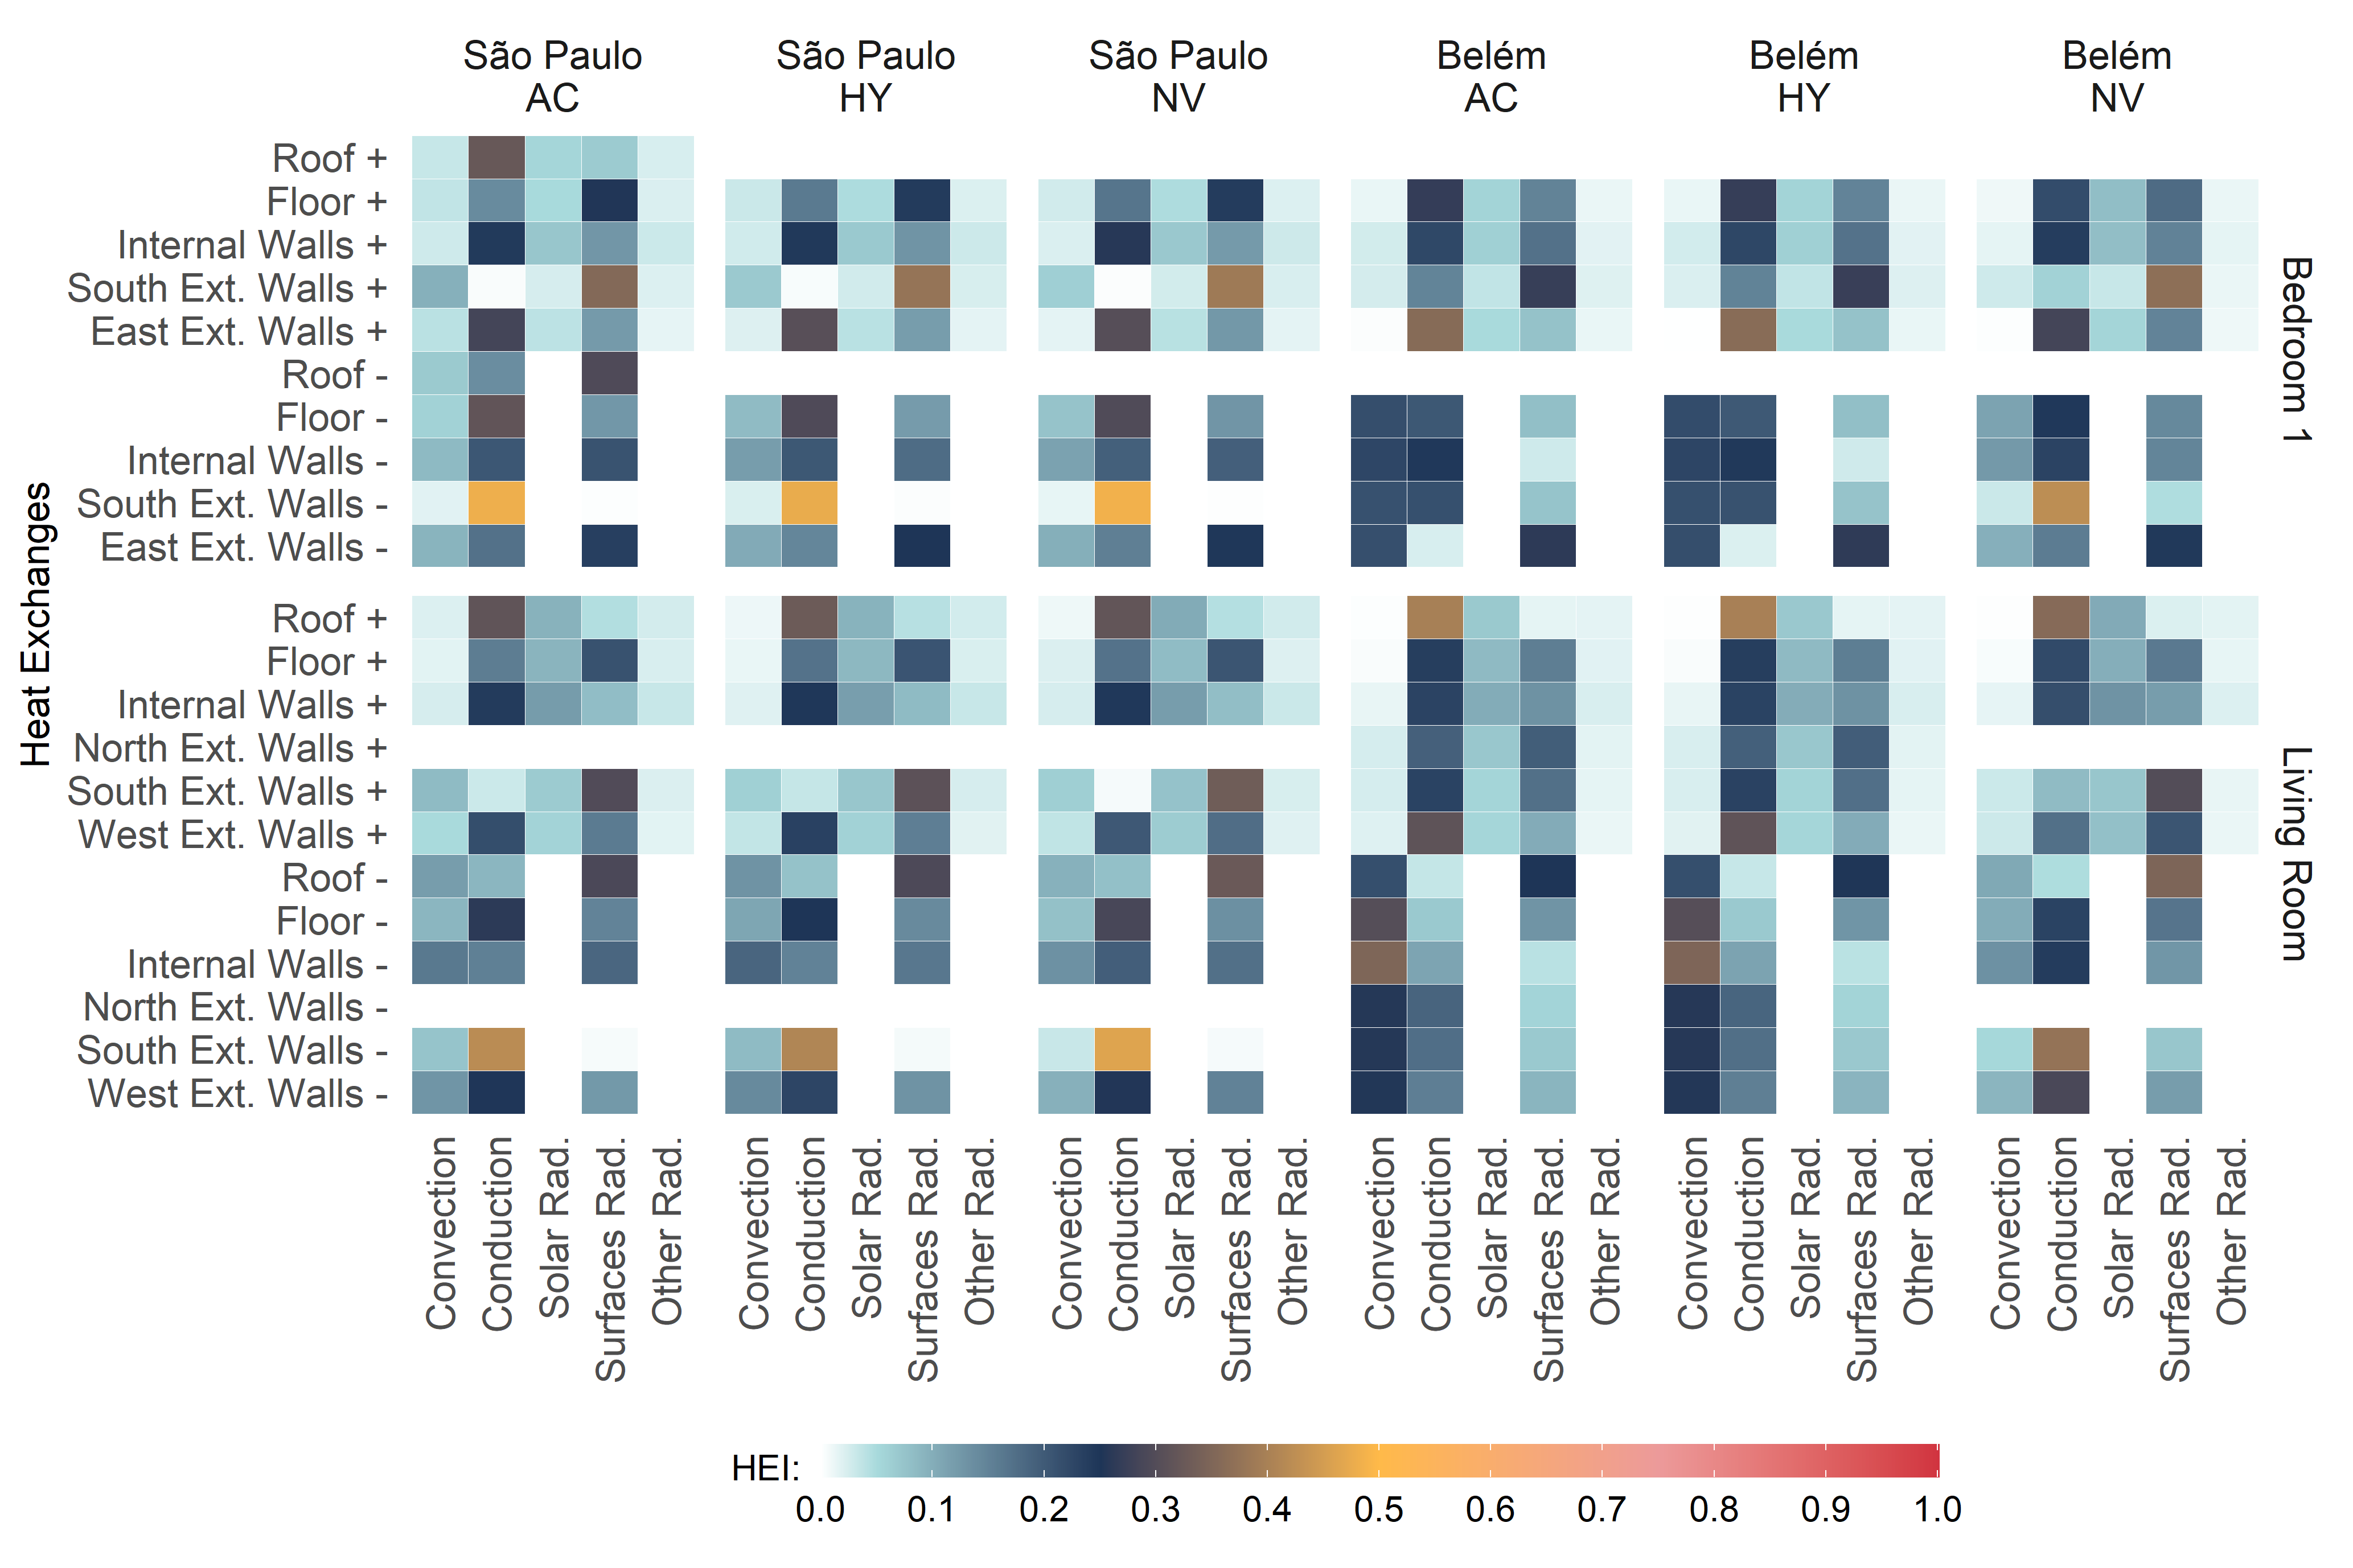 São Paulo AC
São Paulo HY
São Paulo NV
Belém AC
Belém HY
Belém NV
Heat Exchanges
Roof +
Floor +
Internal Walls +
South Ext. Walls +
East Ext. Walls +
Roof -
Floor -
Internal Walls -
South Ext. Walls -
East Ext. Walls -
Bedroom 1
Roof +
Floor +
Internal Walls +
North Ext. Walls +
South Ext. Walls +
West Ext. Walls +
Roof -
Floor -
Internal Walls -
North Ext. Walls -
South Ext. Walls -
West Ext. Walls -
Living Room
Convection
Conduction
Solar Rad.
Surfaces Rad.
Other Rad.
Convection
Conduction
Solar Rad.
Surfaces Rad.
Other Rad.
Convection
Conduction
Solar Rad.
Surfaces Rad.
Other Rad.
Convection
Conduction
Solar Rad.
Surfaces Rad.
Other Rad.
Convection
Conduction
Solar Rad.
Surfaces Rad.
Other Rad.
Convection
Conduction
Solar Rad.
Surfaces Rad.
Other Rad.
HEI:
0.0 0.1 0.2 0.3 0.4 0.5 0.6 0.7 0.8 0.9 1.0